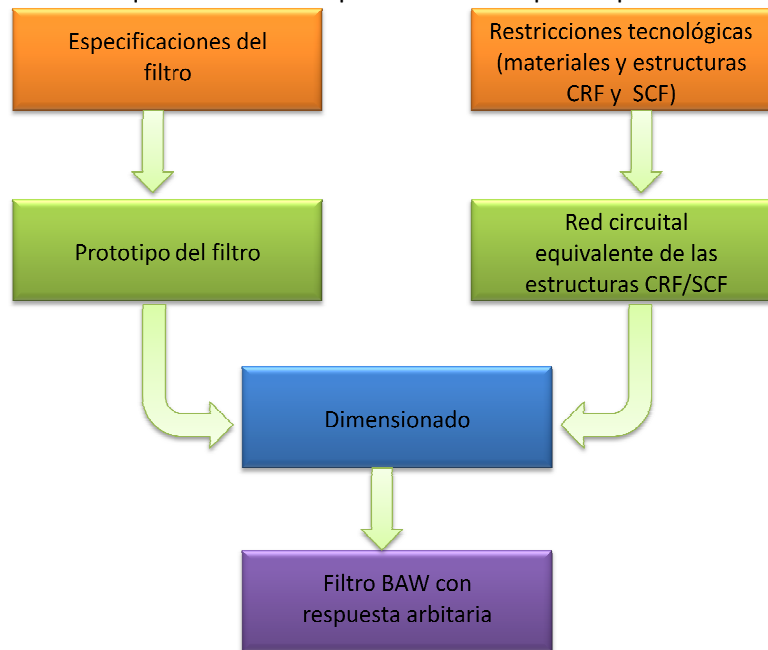 Especificaciones del
filtro
Restricciones tecnológicas
(materiales y estructuras
CRF y SCF)
Prototipo del filtro
Red circuital
equivalente de las
estructuras CRF/SCF
Dimensionado
Filtro BAW con
respuesta arbitaria